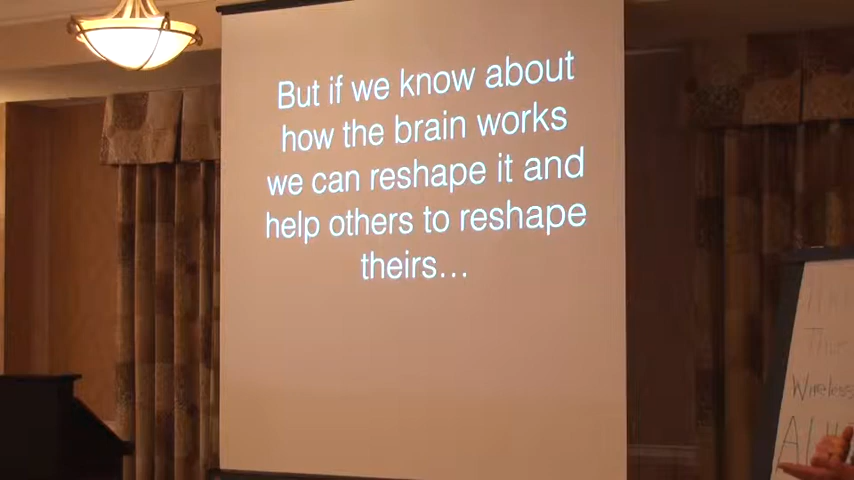 But if we know about
how the brain works
we can reshape it and
help others to reshape
theirs...
Wireless